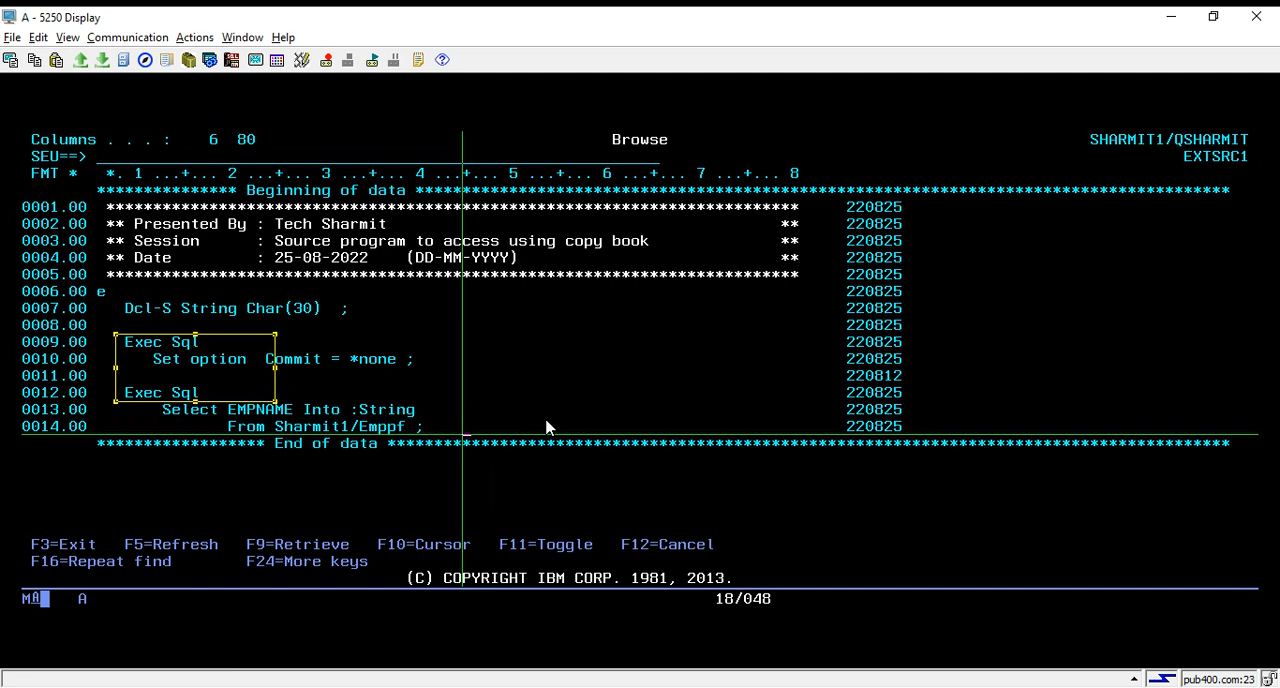 A - 5250 Display
File Edit View Communication Actions Window Help
Columns . . . : 6 80 Browse SHARMIT1/QSHARMIT
SEU==> EXTSRC1
FMT * *. 1 ...+... 2 ...+... 3 ...+... 4 ...+... 5 ...+... 6 ...+... 7 ...+... 8
*************** Beginning of data ***************************************************************************************
0001.00 ************************************************************************** 220825
0002.00 ** Presented By : Tech Sharmit ** 220825
0003.00 ** Session : Source program to access using copy book ** 220825
0004.00 ** Date : 25-08-2022 (DD-MM-YYYY) ** 220825
0005.00 ************************************************************************** 220825
0006.00 e 220825
0007.00 Dcl-S String Char(30) ; 220825
0008.00 220825
0009.00 Exec Sql 220825
0010.00 Set option Commit = *none ; 220825
0011.00 220812
0012.00 Exec Sql 220825
0013.00 Select EMPNAME Into :String 220825
0014.00 From Sharmit1/Emppf ; 220825
****************** End of data ******************************************************************************************
F3=Exit F5=Refresh F9=Retrieve F10=Cursor F11=Toggle F12=Cancel
F16=Repeat find F24=More keys
(C) COPYRIGHT IBM CORP. 1981, 2013.
MA A 18/048
pub400.com:23